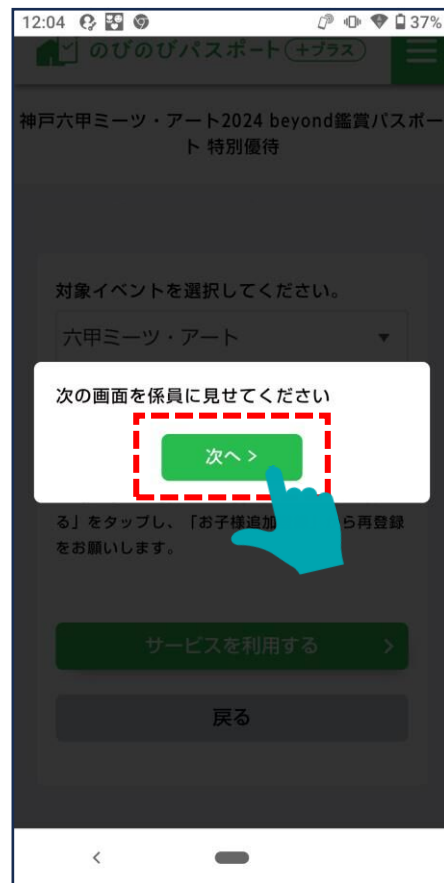 12:04 37%
のびのびパスポート +プラス
神戸六甲ミーツ・アート2024 beyond鑑賞パスポー
ト 特別優待
対象イベントを選択してください。
六甲ミーツ・アート
次の画面を係員に見せてください
次へ >
る」をタップし、「お子様追加
ら再登録
をお願いします。
サービスを利用する
戻る